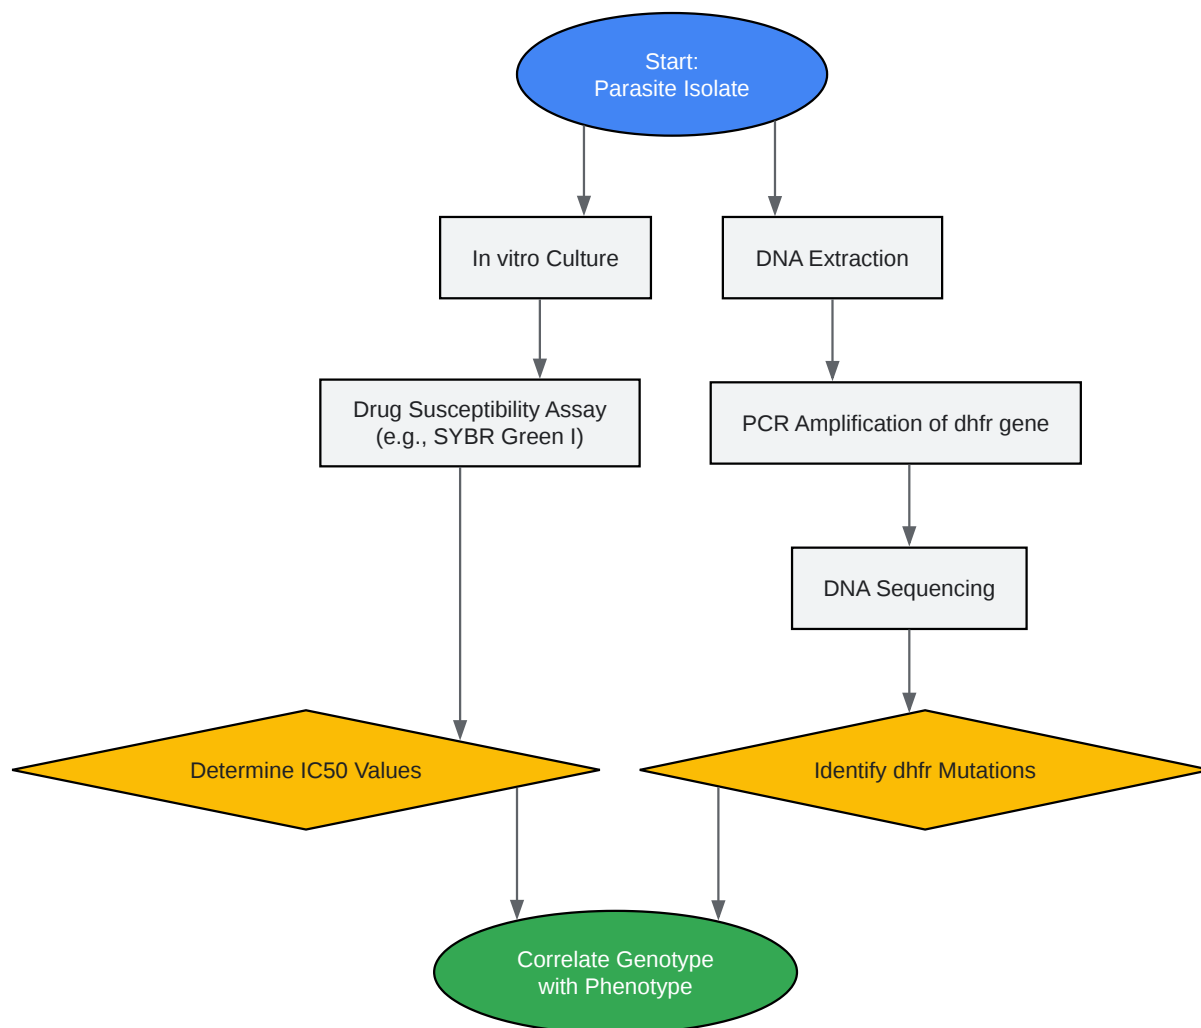 Start:
Parasite Isolate
In vitro Culture
DNA Extraction
Drug Susceptibility Assay
(e.g., SYBR Green I)
PCR Amplification of dhfr gene
DNA Sequencing
Determine IC50 Values
Identify dhfr Mutations
Correlate Genotype
with Phenotype